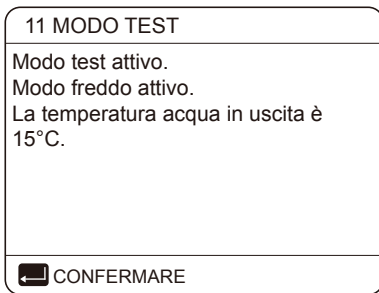 11 MODO TEST
Modo test attivo.
Modo freddo attivo.
La temperatura acqua in uscita è
15°C.
CONFERMARE